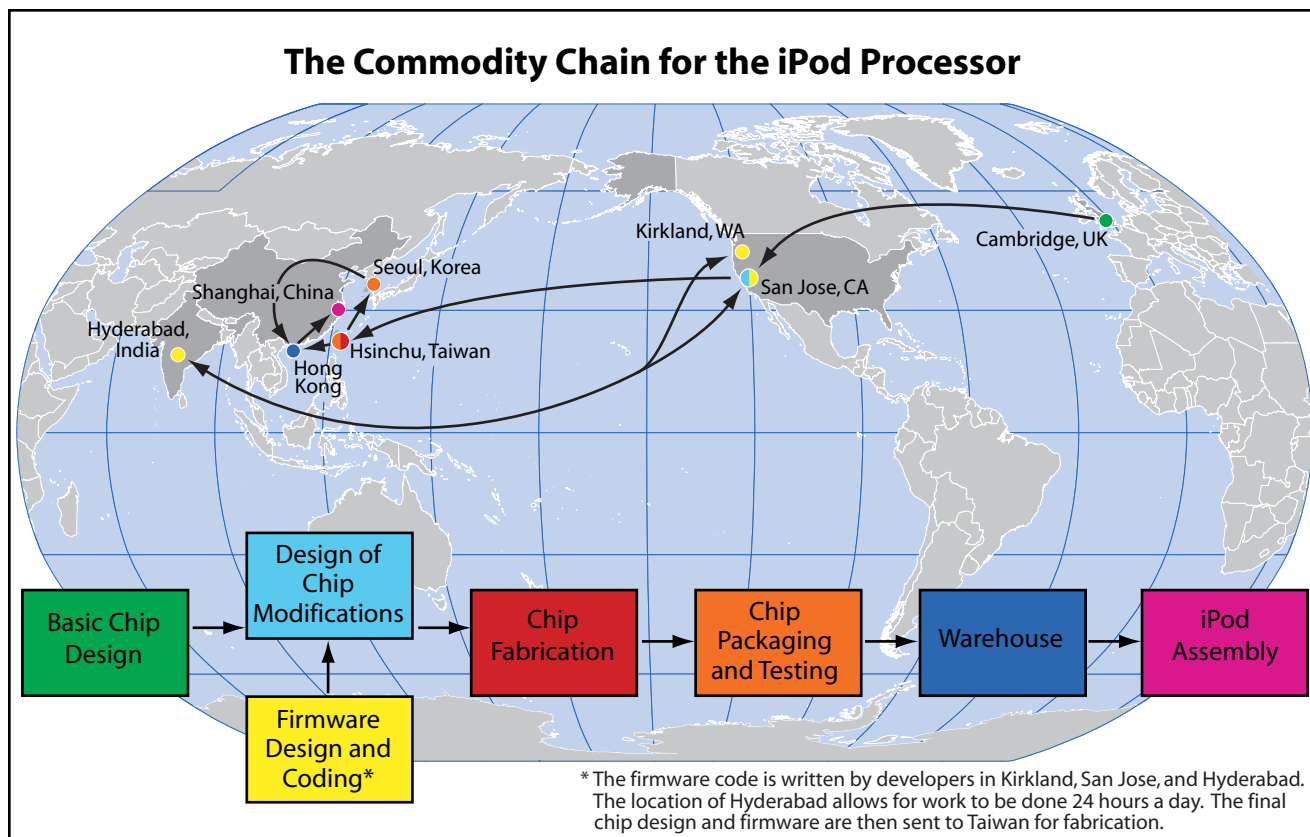 The Commodity Chain for the iPod Processor
Kirkland, WA
Cambridge, UK
Seoul, Korea
San Jose, CA
Shanghai, China
Hyderabad,
India
Hsinchu, Taiwan
Hong
Kong
Basic Chip
Design
Design of
Chip
Modifications
Firmware
Design and
Coding*
Chip
Fabrication
Chip
Packaging
and Testing
Warehouse
iPod
Assembly
* The firmware code is written by developers in Kirkland, San Jose, and Hyderabad.
The location of Hyderabad allows for work to be done 24 hours a day. The final
chip design and firmware are then sent to Taiwan for fabrication.